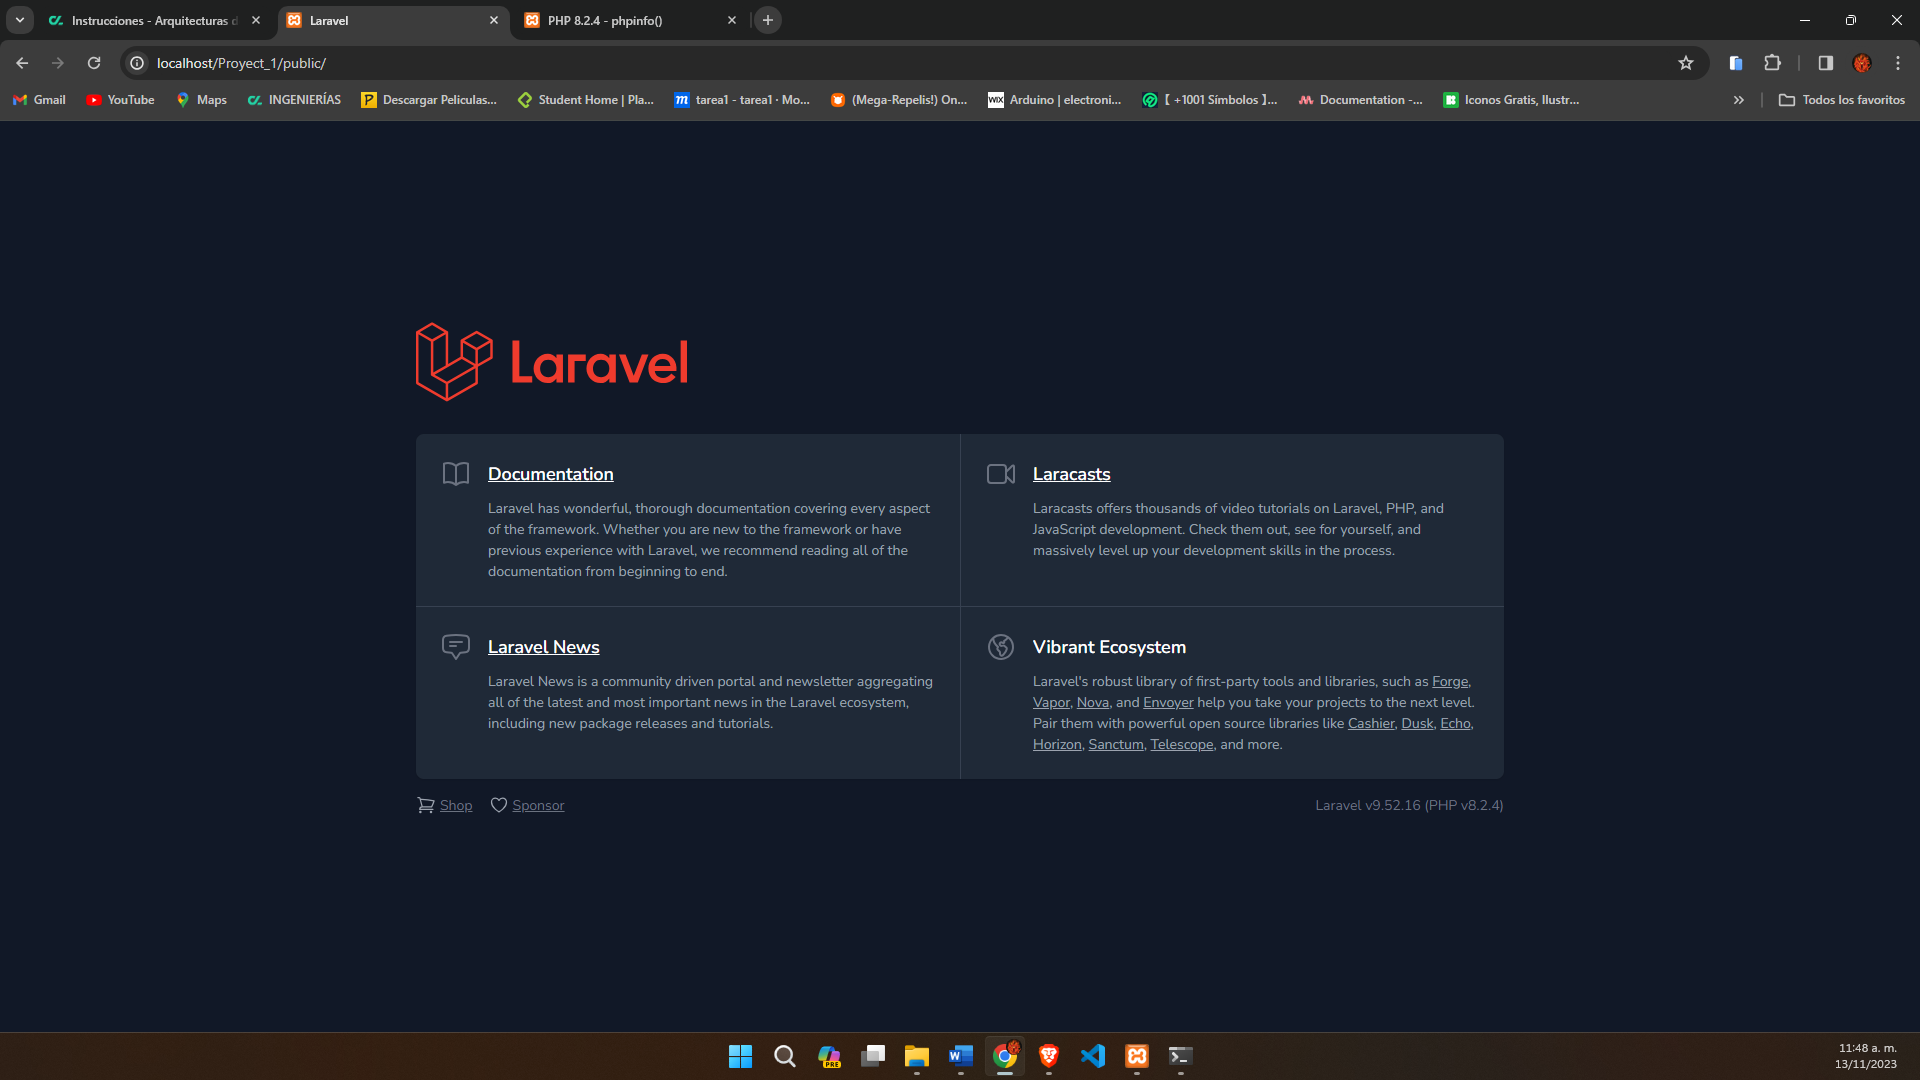 Instrucciones - Arquitecturas d
Laravel
PHP 8.2.4 - phpinfo()
localhost/Proyect_1/public/
Gmail
YouTube
Maps
INGENIERÍAS
Descargar Peliculas...
Student Home | Pla...
tarea1 - tarea1 · Mo...
(Mega-Repelis!) On...
Arduino | electroni...
【 +1001 Símbolos 】...
Documentation -...
Iconos Gratis, Ilustr...
Todos los favoritos
Laravel
Documentation
Laravel has wonderful, thorough documentation covering every aspect
of the framework. Whether you are new to the framework or have
previous experience with Laravel, we recommend reading all of the
documentation from beginning to end.
Laracasts
Laracasts offers thousands of video tutorials on Laravel, PHP, and
JavaScript development. Check them out, see for yourself, and
massively level up your development skills in the process.
Laravel News
Laravel News is a community driven portal and newsletter aggregating
all of the latest and most important news in the Laravel ecosystem,
including new package releases and tutorials.
Vibrant Ecosystem
Laravel's robust library of first-party tools and libraries, such as Forge,
Vapor, Nova, and Envoyer help you take your projects to the next level.
Pair them with powerful open source libraries like Cashier, Dusk, Echo,
Horizon, Sanctum, Telescope, and more.
Shop
Sponsor
Laravel v9.52.16 (PHP v8.2.4)
PRE
11:48 a. m.
13/11/2023